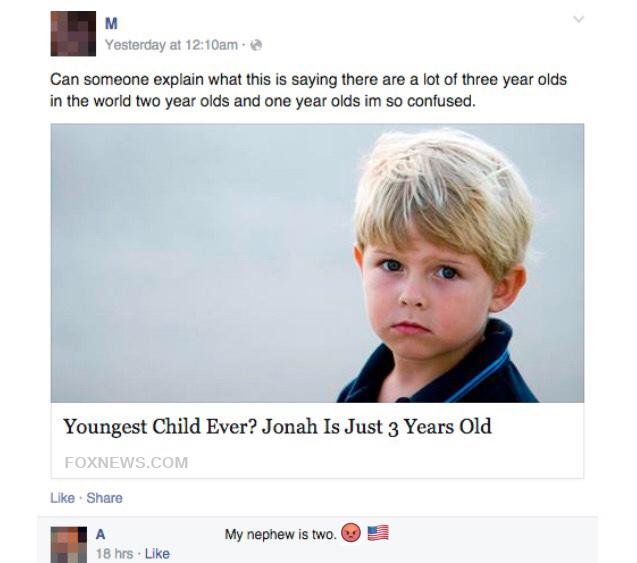 M
Yesterday at 12:10am ·
Can someone explain what this is saying there are a lot of three year olds
in the world two year olds and one year olds im so confused.
Youngest Child Ever? Jonah Is Just 3 Years Old
FOXNEWS.COM
Like · Share
A
My nephew is two. 😡 🇺🇸
18 hrs · Like